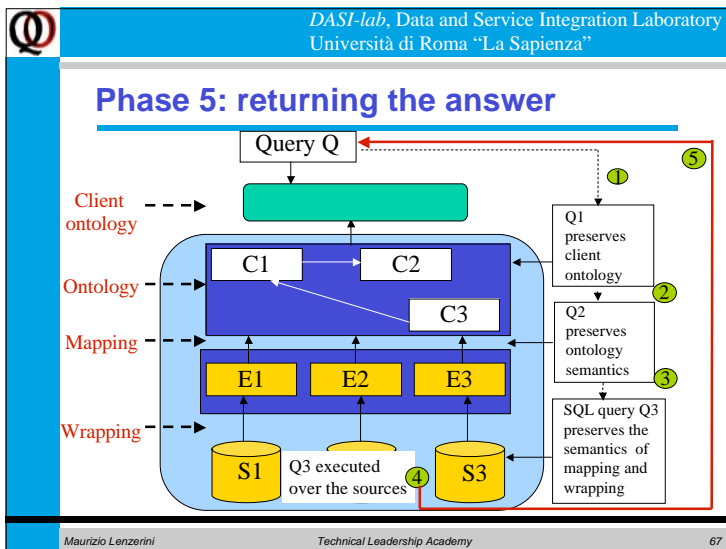 DASI-lab, Data and Service Integration Laboratory
Università di Roma “La Sapienza”
Phase 5: returning the answer
Query Q
5
1
Client
ontology
Q1
preserves
client
ontology
C1
C2
Ontology
2
C3
Q2
preserves
ontology
semantics
Mapping
3
E1
E2
E3
SQL query Q3
preserves the
semantics of
mapping and
wrapping
Wrapping
S1
Q3 executed
over the sources
4
S3
Maurizio Lenzerini
Technical Leadership Academy
67